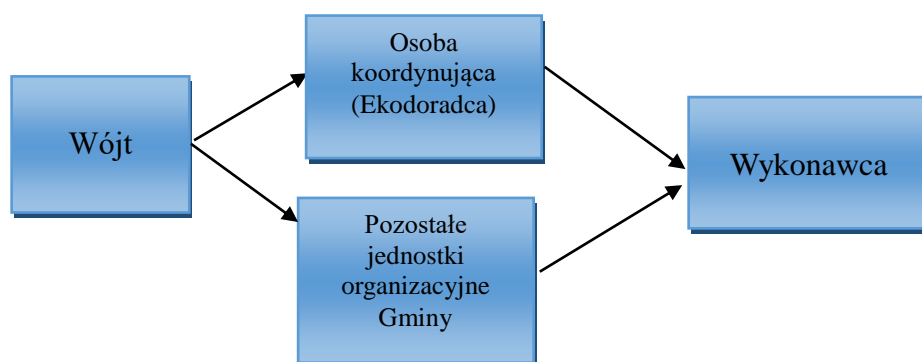 Wójt
Osoba
koordynująca
(Ekodoradca)
Pozostałe
jednostki
organizacyjne
Gminy
Wykonawca